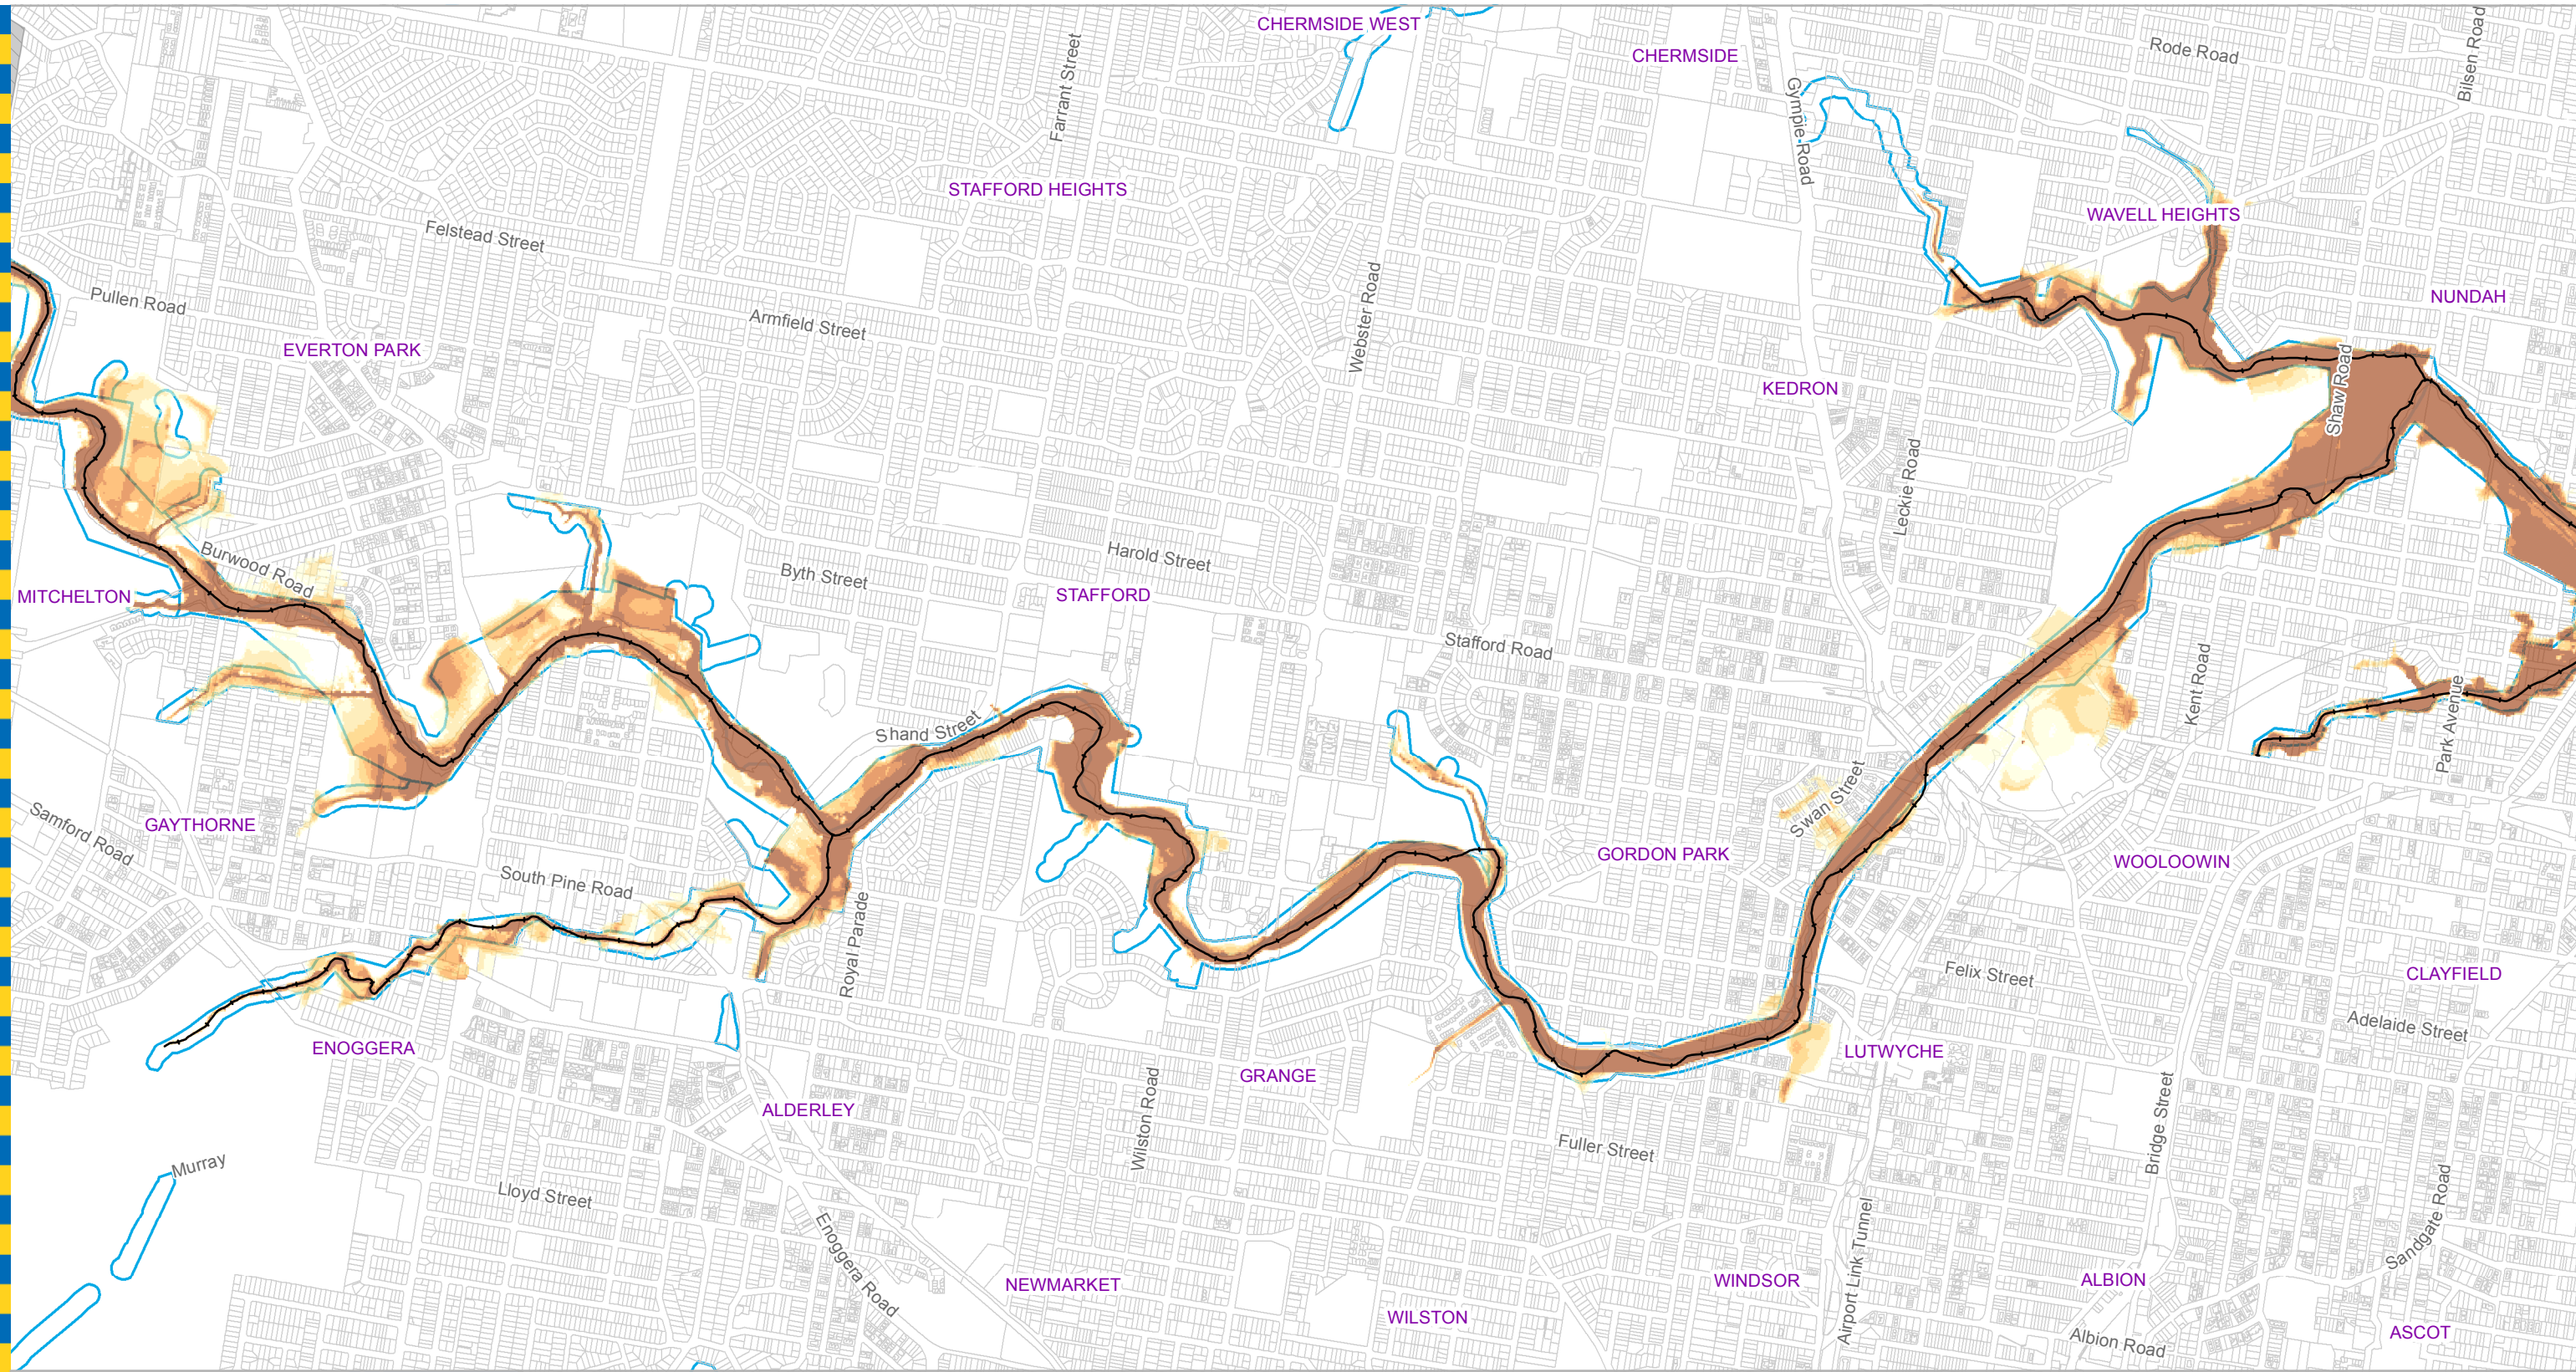 CHERMSIDE WEST
CHERMSIDE
Rode Road
Bilsen Road
Farrant Street
Gympie Road
STAFFORD HEIGHTS
WAVELL HEIGHTS
Felstead Street
Pullen Road
NUNDAH
Webster Road
Armfield Street
EVERTON PARK
KEDRON
Shaw Road
Leckie Road
Burwood Road
Harold Street
Byth Street
MITCHELTON
STAFFORD
Stafford Road
Kent Road
Park Avenue
Shand Street
Swan Street
Samford Road
GAYTHORNE
GORDON PARK
WOOLOOWIN
South Pine Road
Royal Parade
Felix Street
CLAYFIELD
Adelaide Street
ENOGGERA
LUTWYCHE
GRANGE
ALDERLEY
Wilston Road
Bridge Street
Fuller Street
Murray
Lloyd Street
Sandgate Road
Enoggera Road
Airport Link Tunnel
NEWMARKET
WINDSOR
ALBION
WILSTON
Albion Road
ASCOT